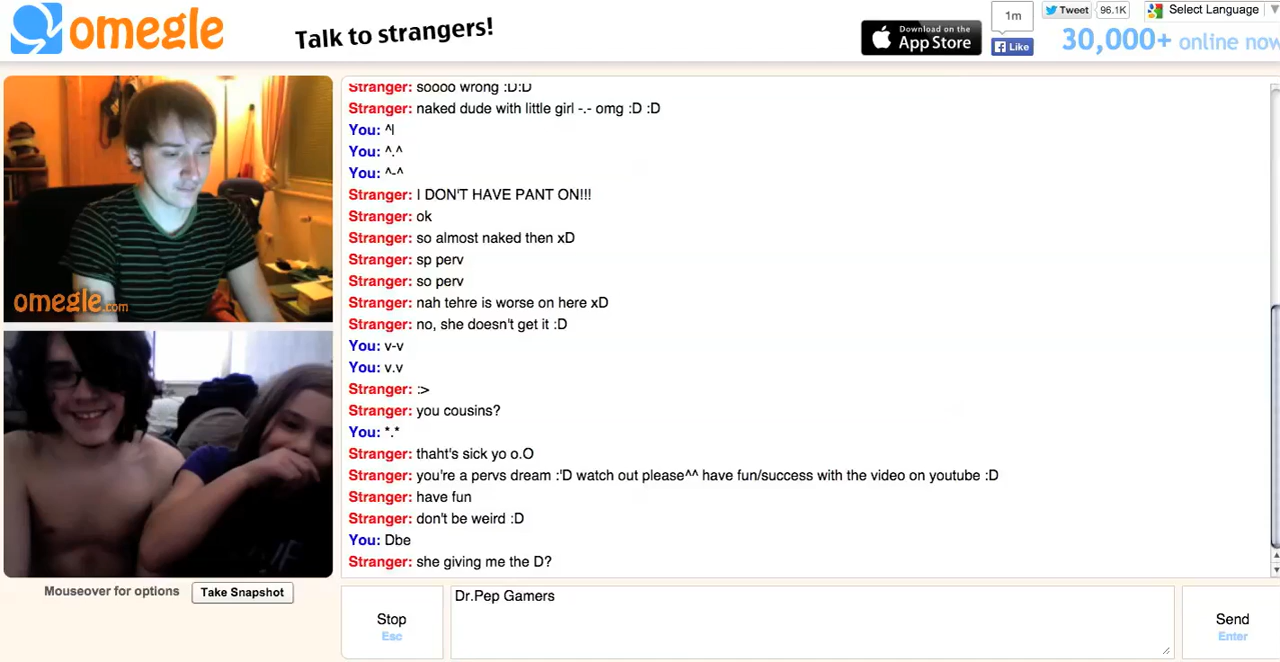 omegle
Talk to strangers!
Download on the
App Store
1m
Like
Tweet
96.1K
Select Language
30,000+ online now
omegle.com
Stranger: soooo wrong :D:D
Stranger: naked dude with little girl -.- omg :D :D
You: ^l
You: ^.^
You: ^-^
Stranger: I DON'T HAVE PANT ON!!!
Stranger: ok
Stranger: so almost naked then xD
Stranger: sp perv
Stranger: so perv
Stranger: nah tehre is worse on here xD
Stranger: no, she doesn't get it :D
You: v-v
You: v.v
Stranger: :>
Stranger: you cousins?
You: *.*
Stranger: thaht's sick yo o.O
Stranger: you're a pervs dream :'D watch out please^^ have fun/success with the video on youtube :D
Stranger: have fun
Stranger: don't be weird :D
You: Dbe
Stranger: she giving me the D?
Mouseover for options
Take Snapshot
Stop
Esc
Dr.Pep Gamers
Send
Enter